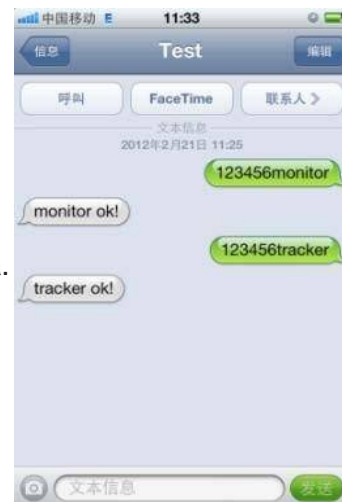 中国移动 E 11:33
信息 Test 编辑
呼叫 FaceTime 联系人 >
文本信息
2012年2月21日 11:25
123456monitor
monitor ok!
123456tracker
tracker ok!
文本信息 发送